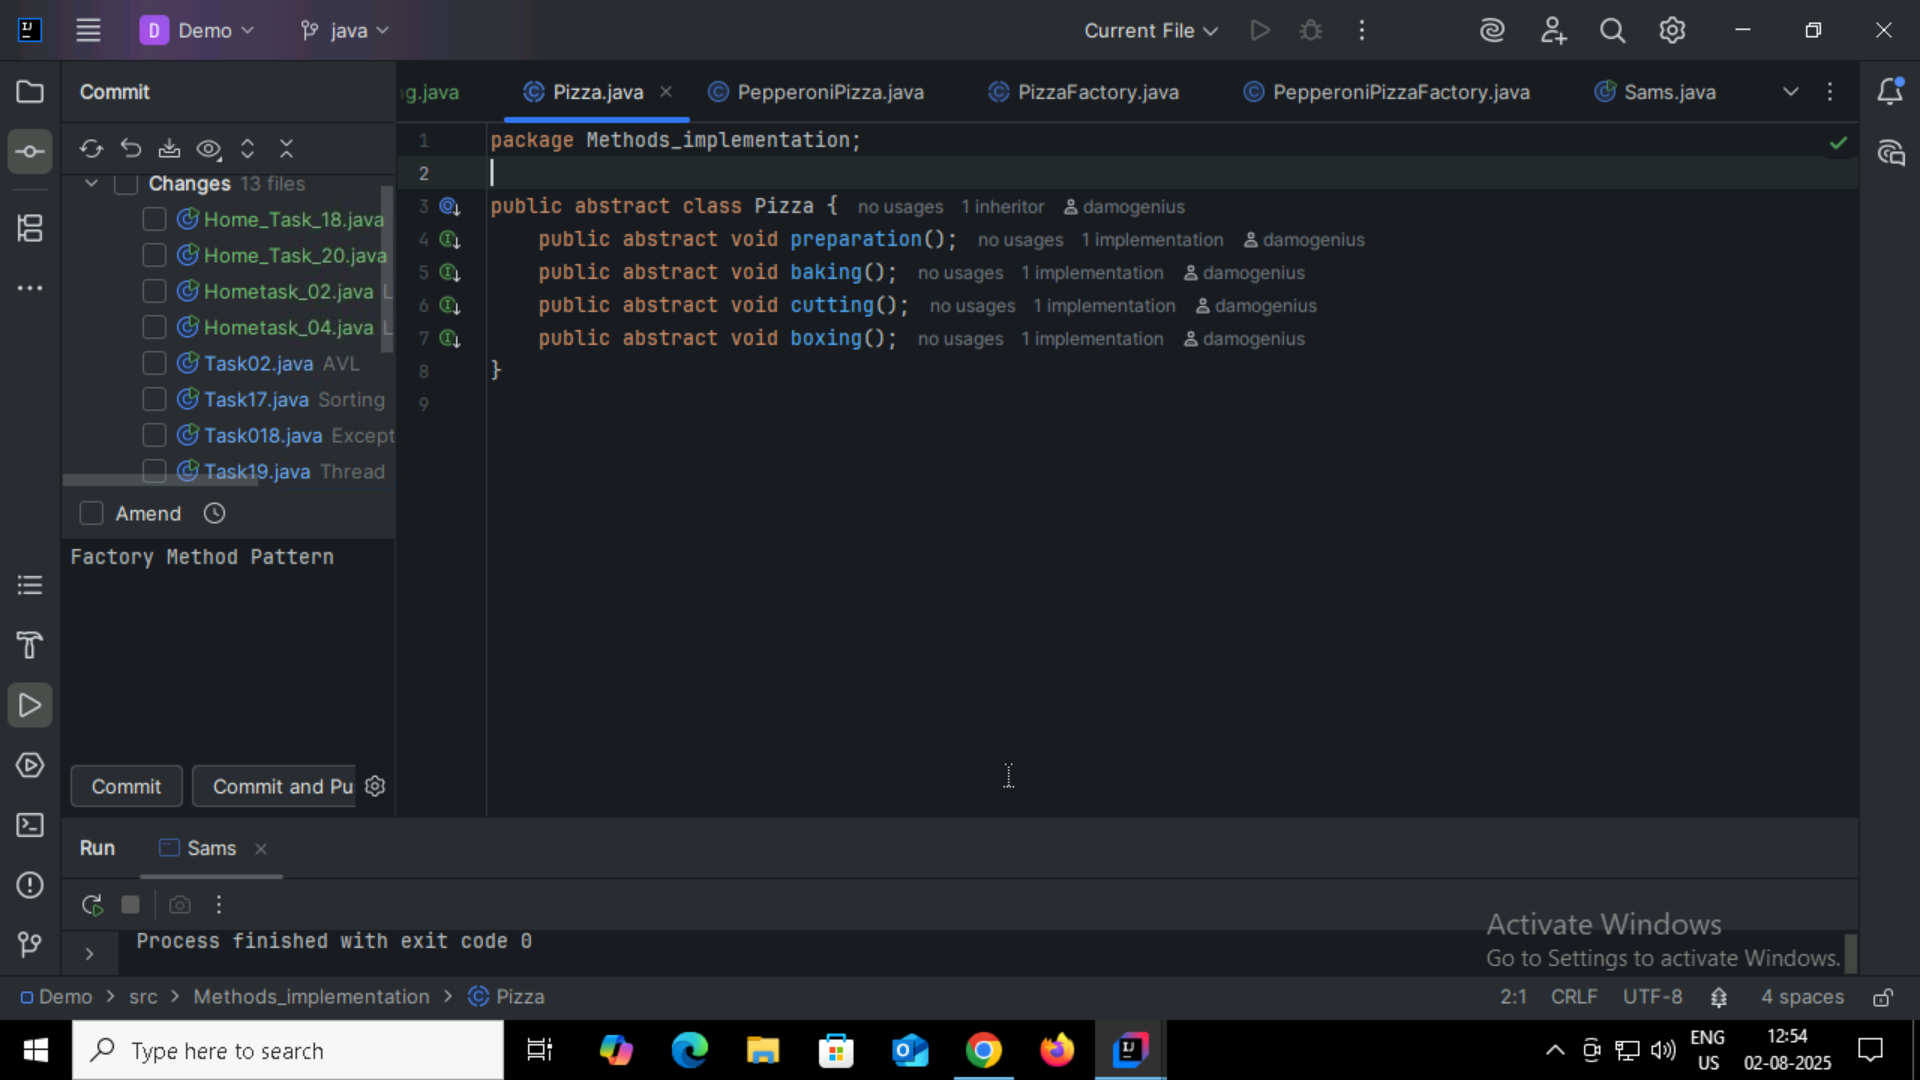 D Demo java Current File
Commit
g.java Pizza.java PepperoniPizza.java PizzaFactory.java PepperoniPizzaFactory.java Sams.java
Changes 13 files
Home_Task_18.java
Home_Task_20.java
Hometask_02.java L
Hometask_04.java L
Task02.java AVL
Task17.java Sorting
Task018.java Except
Task19.java Thread
Amend
Factory Method Pattern
Commit Commit and Pu
1 package Methods_implementation;
2
3 public abstract class Pizza { no usages 1 inheritor damogenius
4 public abstract void preparation(); no usages 1 implementation damogenius
5 public abstract void baking(); no usages 1 implementation damogenius
6 public abstract void cutting(); no usages 1 implementation damogenius
7 public abstract void boxing(); no usages 1 implementation damogenius
8 }
9
Run Sams
Process finished with exit code 0
Activate Windows
Go to Settings to activate Windows.
Demo > src > Methods_implementation > Pizza 2:1 CRLF UTF-8 4 spaces
Type here to search
ENG
US
12:54
02-08-2025